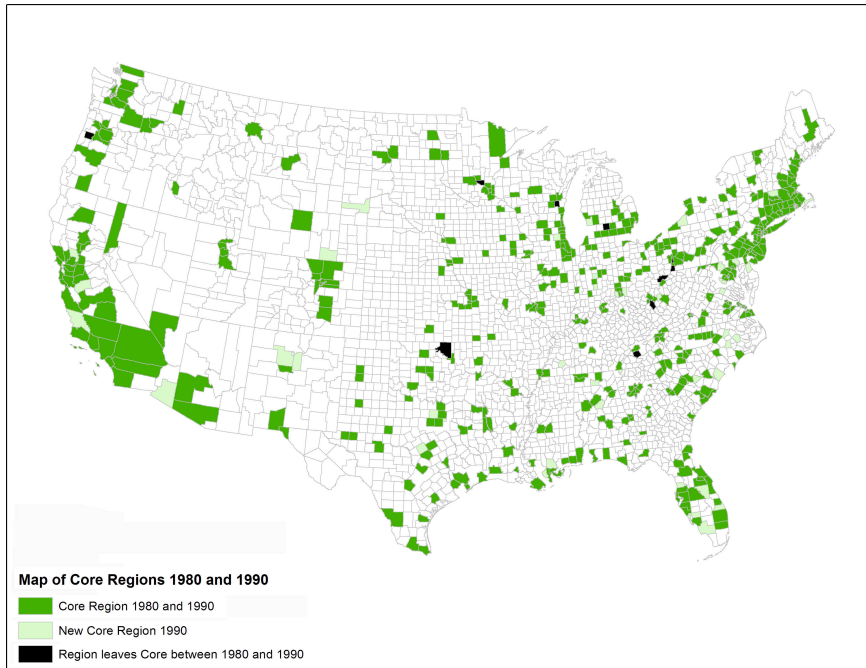 Map of Core Regions 1980 and 1990
Core Region 1980 and 1990
New Core Region 1990
Region leaves Core between 1980 and 1990